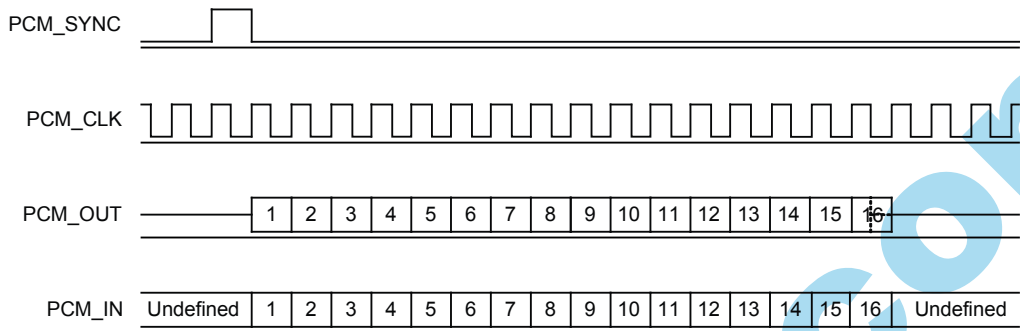 PCM_SYNC
PCM_CLK
PCM_OUT 1 2 3 4 5 6 7 8 9 10 11 12 13 14 15 16
PCM_IN Undefined 1 2 3 4 5 6 7 8 9 10 11 12 13 14 15 16 Undefined